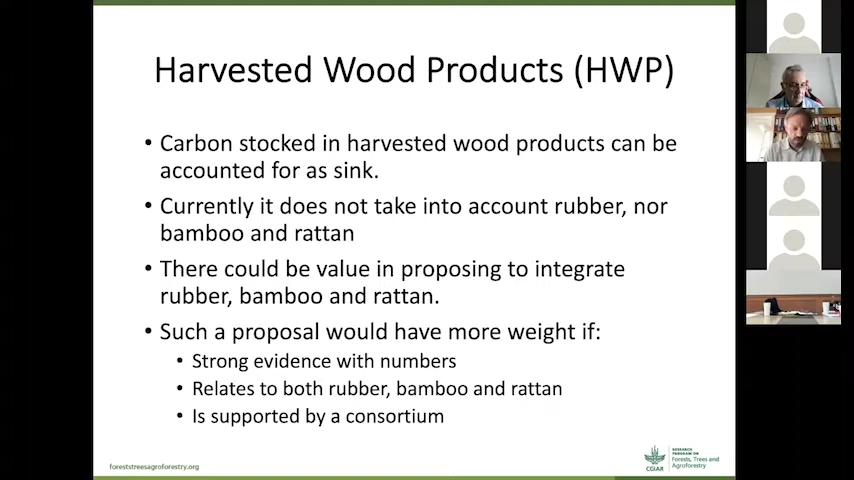 Harvested Wood Products (HWP)
• Carbon stocked in harvested wood products can be
accounted for as sink.
• Currently it does not take into account rubber, nor
bamboo and rattan
• There could be value in proposing to integrate
rubber, bamboo and rattan.
• Such a proposal would have more weight if:
• Strong evidence with numbers
• Relates to both rubber, bamboo and rattan
• Is supported by a consortium
foreststreesagroforestry.org
CGIAR
RESEARCH
PROGRAM ON
Forests, Trees and
Agroforestry